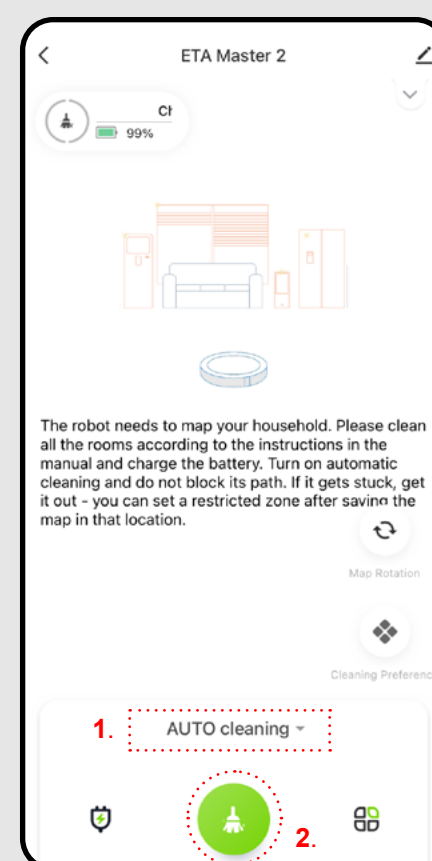 ETA Master 2
Ch
99%
The robot needs to map your household. Please clean
all the rooms according to the instructions in the
manual and charge the battery. Turn on automatic
cleaning and do not block its path. If it gets stuck, get
it out – you can set a restricted zone after saving the
map in that location.
Map Rotation
Cleaning Preferenc
1. AUTO cleaning
2.